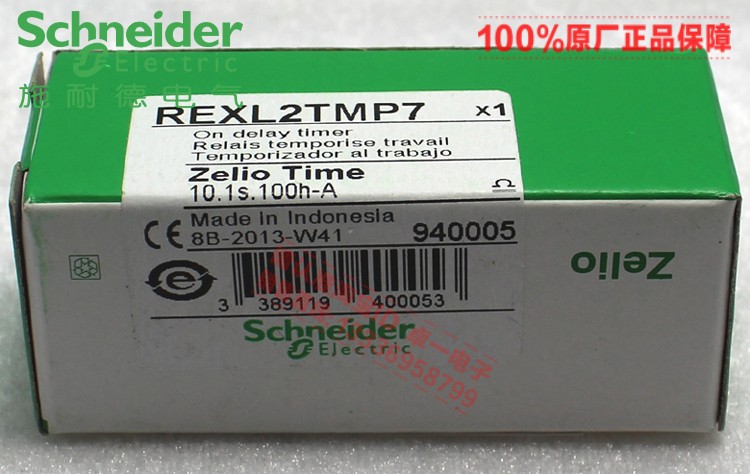 Schneider
Electric
施耐德电气
100%原厂正品保障
REXL2TMP7 x1
On delay timer
Relais temporise travail
Temporizador al trabajo
Zelio Time
10.1s.100h-A
Made in Indonesia
8B-2013-W41 940005
CE
e
Zelio
3 389119 400053
Schneider
Electric